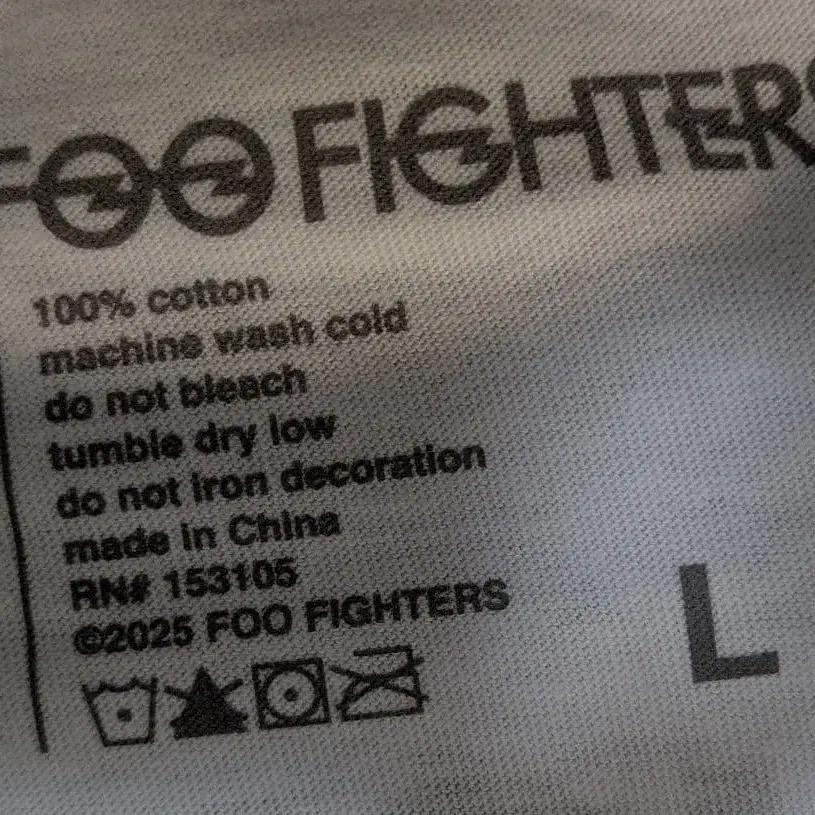 FOO FIGHTERS
100% cotton
machine wash cold
do not bleach
tumble dry low
do not iron decoration
made in China
RN# 153105
©2025 FOO FIGHTERS
L